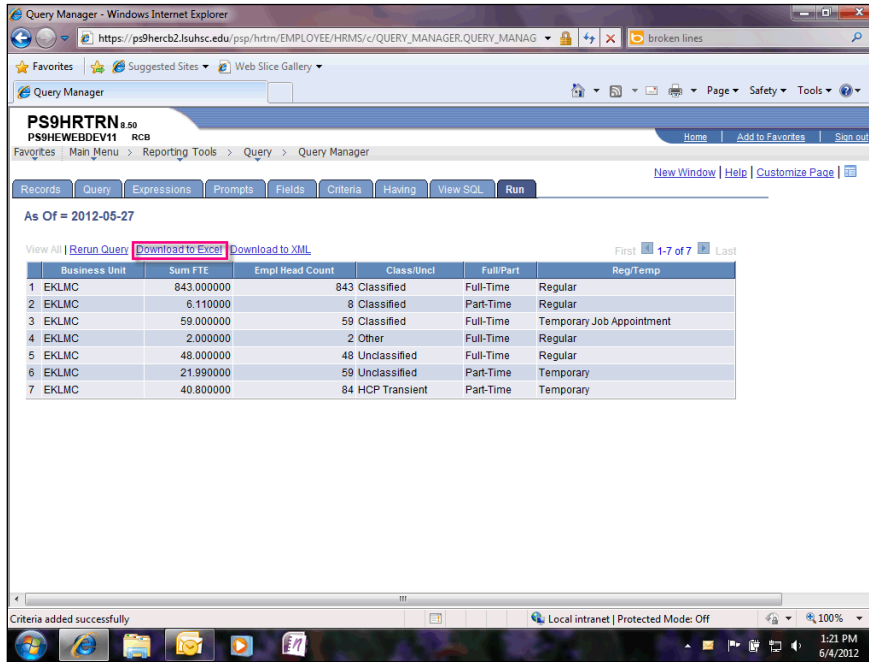 Query Manager - Windows Internet Explorer
https://ps9hercb2.lsuhsc.edu/psp/hrtrn/EMPLOYEE/HRMS/c/QUERY_MANAGER.QUERY_MANAG
broken lines
Favorites Suggested Sites Web Slice Gallery
Query Manager Page Safety Tools
PS9HRTRN 8.50
PS9HEWEBDEV11 RCB
Home | Add to Favorites | Sign out
Favorites Main Menu > Reporting Tools > Query > Query Manager
New Window | Help | Customize Page |
Records Query Expressions Prompts Fields Criteria Having View SQL Run
As Of = 2012-05-27
View All | Rerun Query Download to Excel Download to XML First 1-7 of 7 Last
Business Unit Sum FTE Empl Head Count Class/Uncl Full/Part Reg/Temp
1 EKLMC 843.000000 843 Classified Full-Time Regular
2 EKLMC 6.110000 8 Classified Part-Time Regular
3 EKLMC 59.000000 59 Classified Full-Time Temporary Job Appointment
4 EKLMC 2.000000 2 Other Full-Time Regular
5 EKLMC 48.000000 48 Unclassified Full-Time Regular
6 EKLMC 21.990000 59 Unclassified Part-Time Temporary
7 EKLMC 40.800000 84 HCP Transient Part-Time Temporary
Criteria added successfully Local intranet | Protected Mode: Off 100%
1:21 PM
6/4/2012